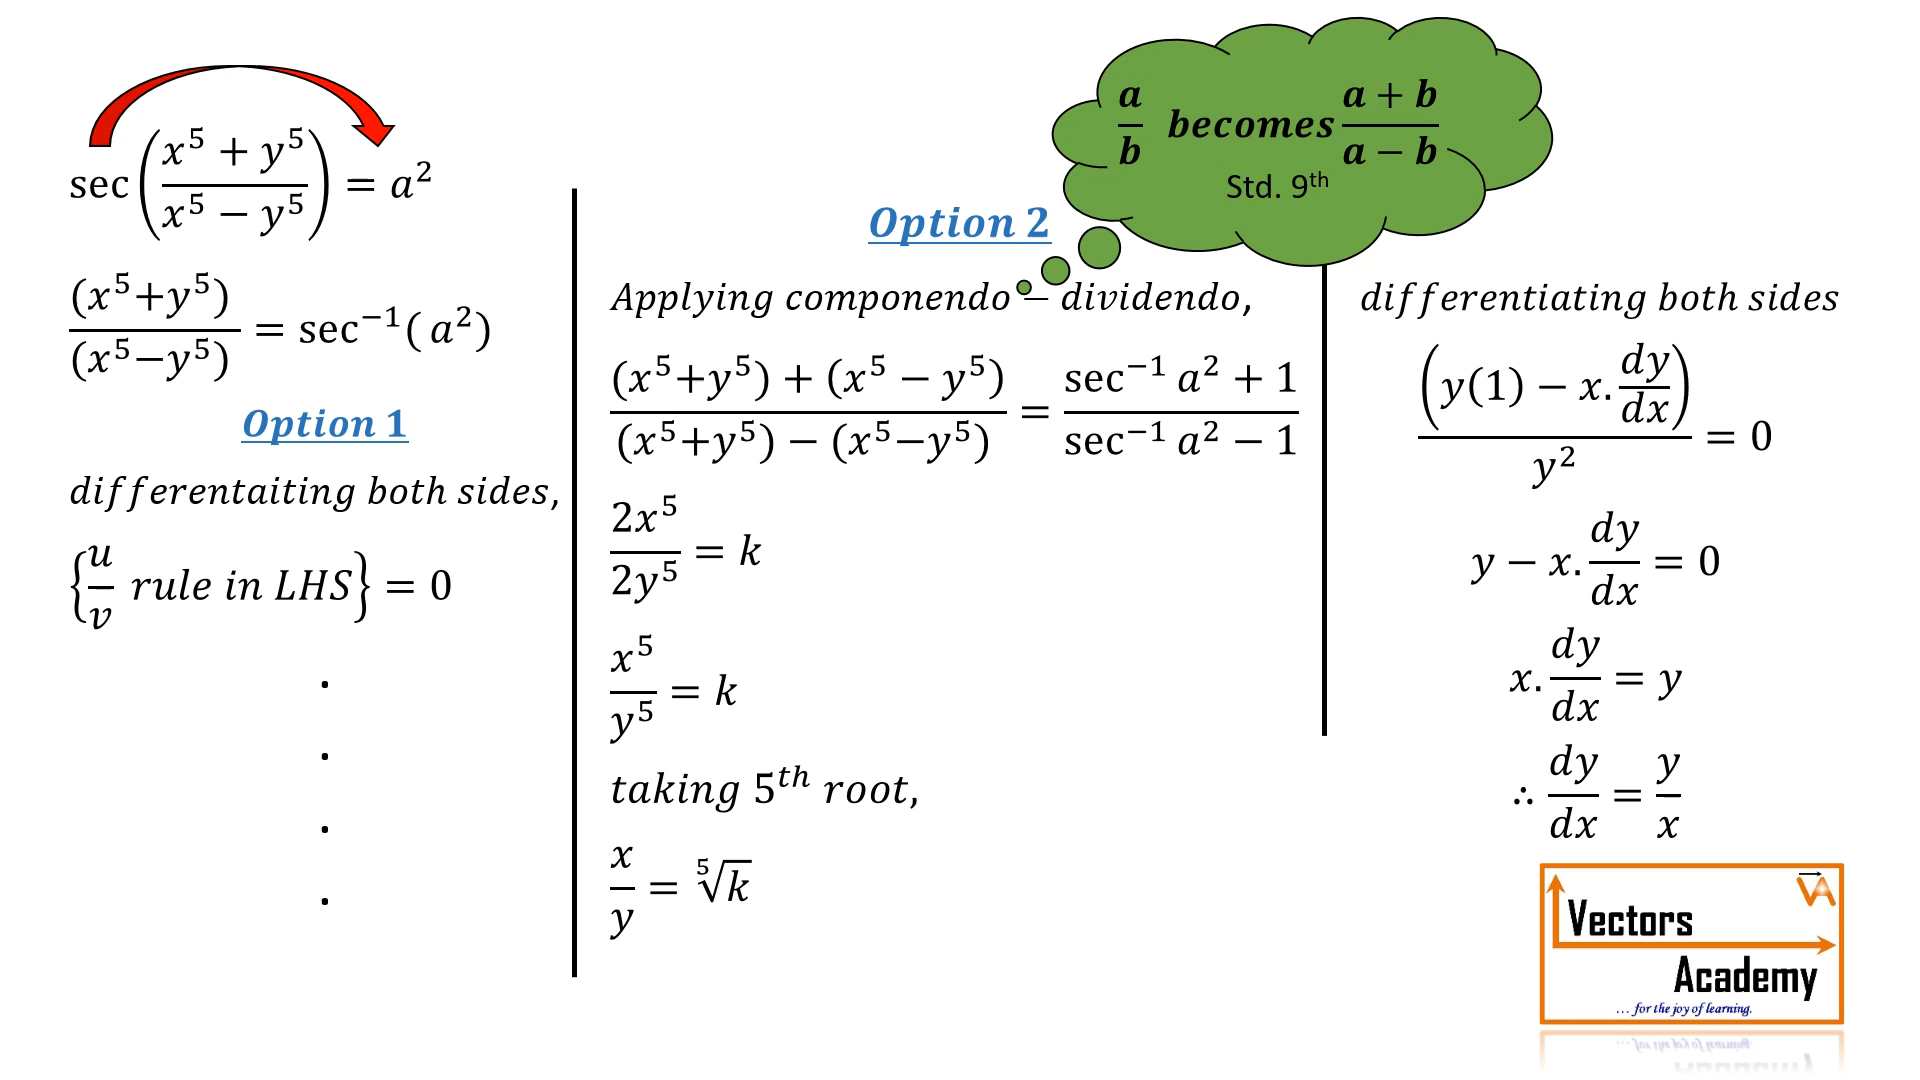 sec((x⁵ + y⁵)/(x⁵ − y⁵)) = a²
(x⁵+y⁵)/(x⁵−y⁵) = sec⁻¹( a²)
Option 1
differentaiting both sides,
{u/v rule in LHS} = 0
.
.
.
.
a/b becomes (a + b)/(a − b)
Std. 9th
Option 2
Applying componendo − dividendo,
((x⁵+y⁵) + (x⁵ − y⁵))/((x⁵+y⁵) − (x⁵−y⁵)) = (sec⁻¹ a² + 1)/(sec⁻¹ a² − 1)
2x⁵/2y⁵ = k
x⁵/y⁵ = k
taking 5ᵗʰ root,
x/y = ⁵√k
differentiating both sides
(y(1) − x.dy/dx)/y² = 0
y − x.dy/dx = 0
x.dy/dx = y
∴ dy/dx = y/x
VA
Vectors
Academy
... for the joy of learning.